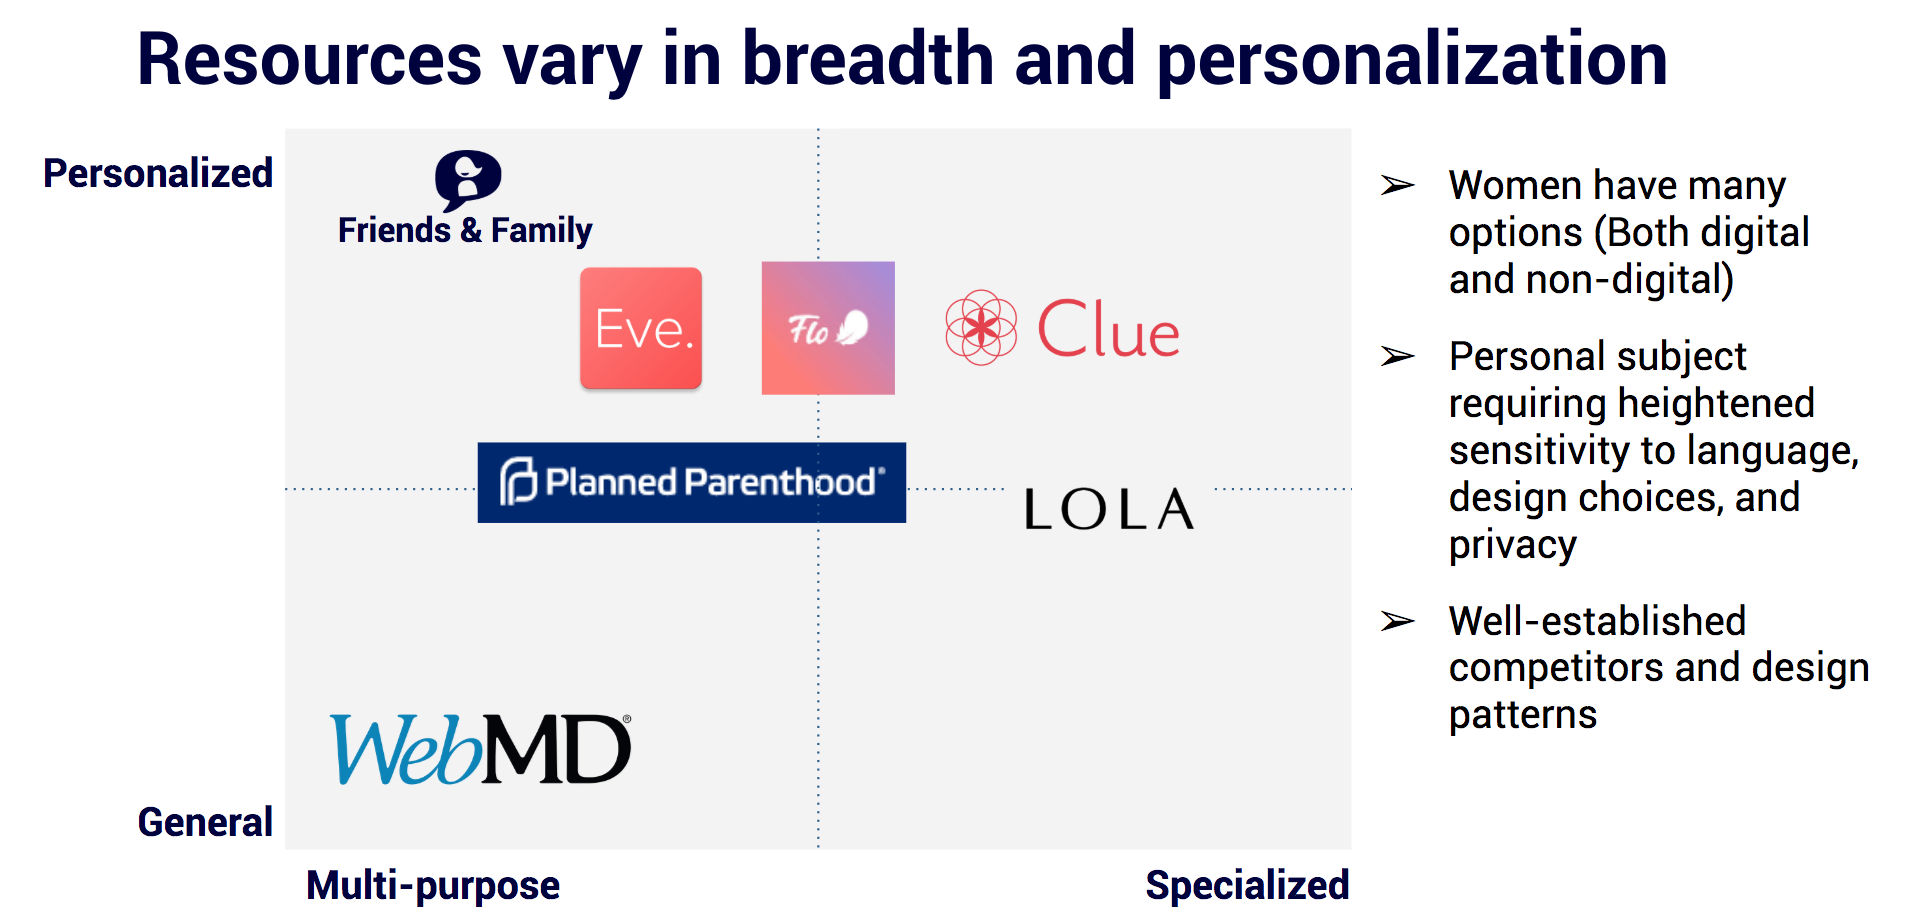 Resources vary in breadth and personalization
Personalized
Friends & Family
Eve.
Flo
Clue
Planned Parenthood®
LOLA
WebMD®
General
Multi-purpose
Specialized
➢ Women have many
options (Both digital
and non-digital)
➢ Personal subject
requiring heightened
sensitivity to language,
design choices, and
privacy
➢ Well-established
competitors and design
patterns